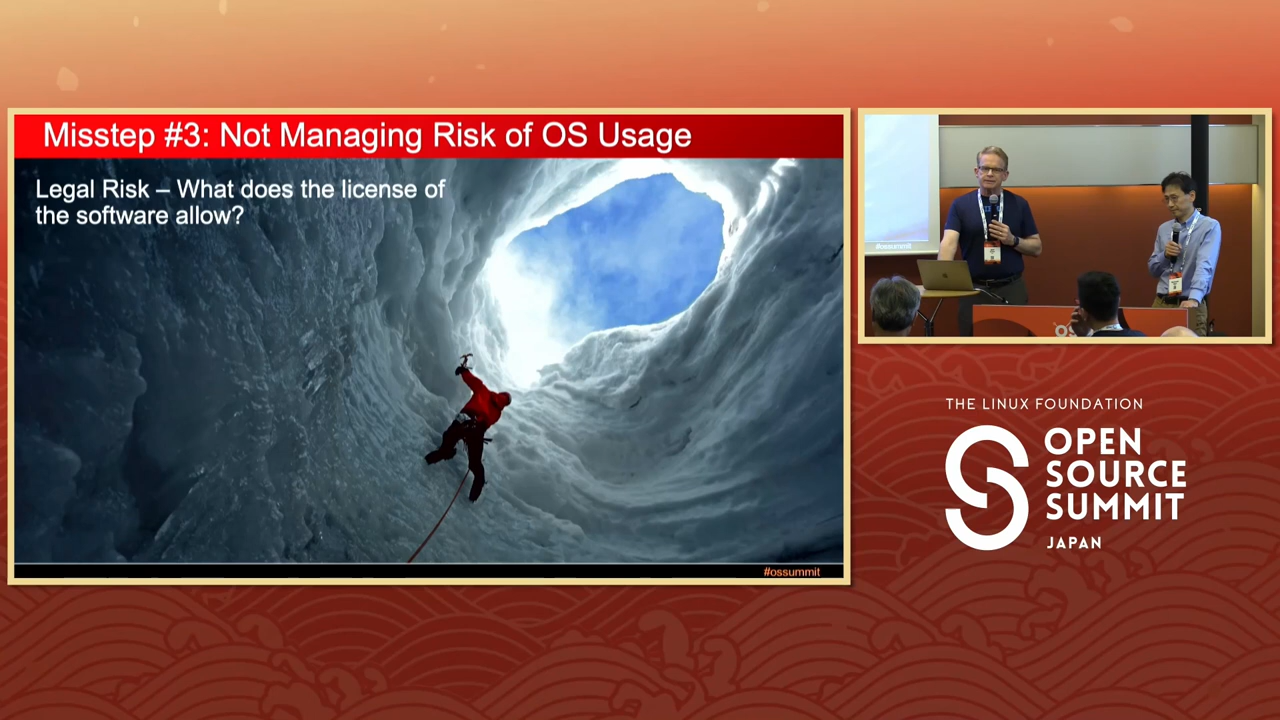 Misstep #3: Not Managing Risk of OS Usage
Legal Risk – What does the license of
the software allow?
#ossummit
#ossummit
THE LINUX FOUNDATION
OPEN
SOURCE
SUMMIT
JAPAN